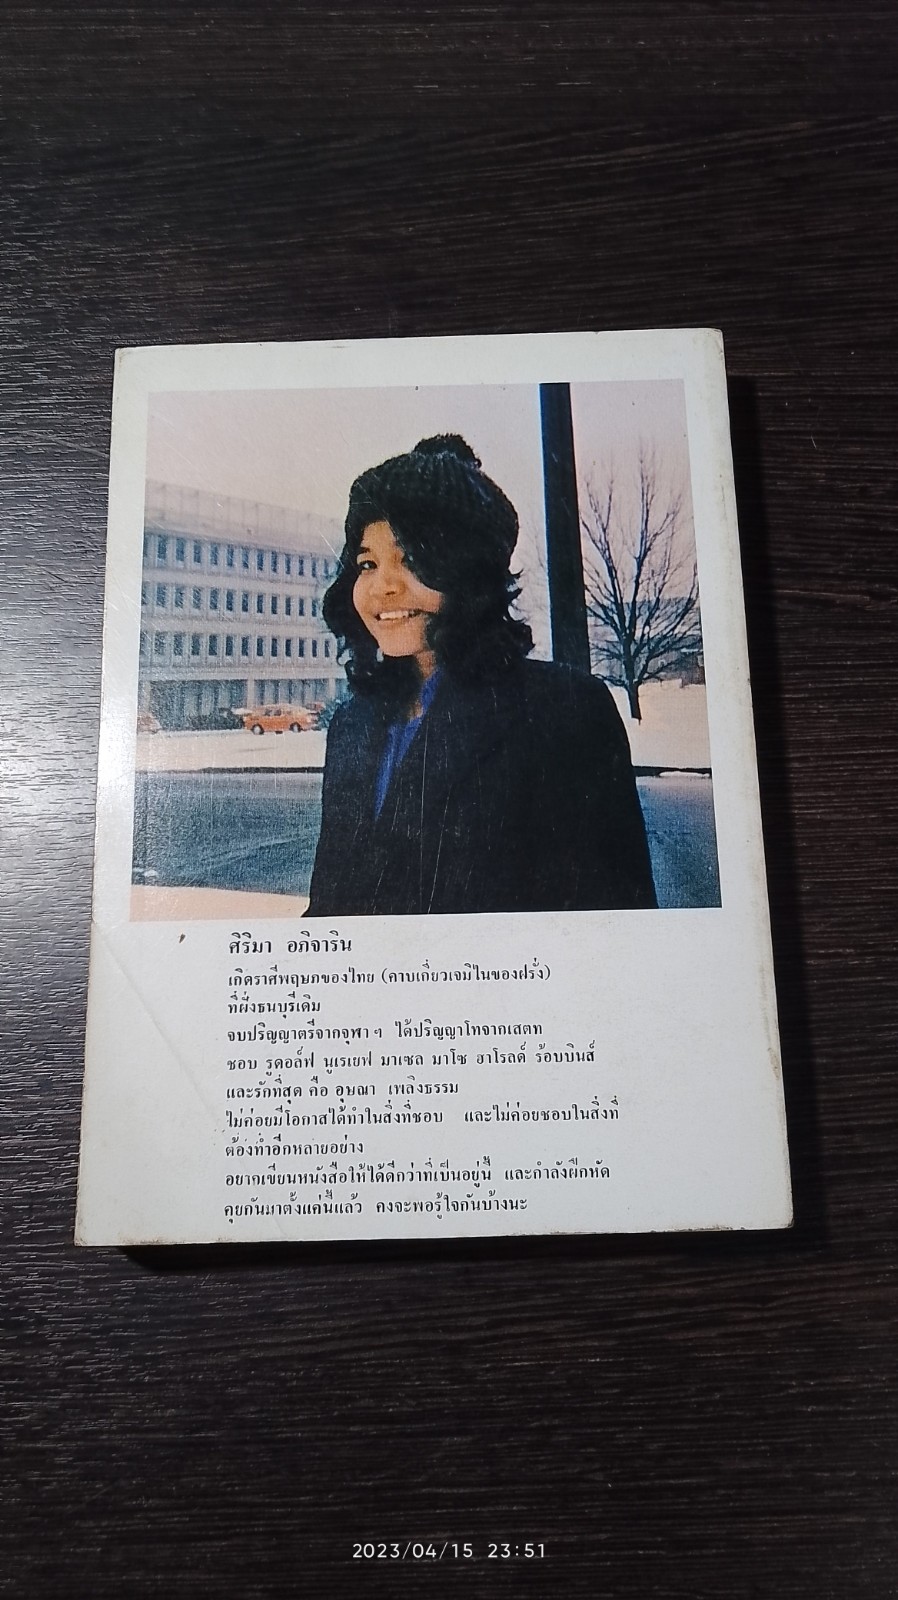 ศิริมา อภิจาริน
เกิดราศีพฤษภของไทย (คาบเกี่ยวเจมิไนของฝรั่ง)
ที่ฝั่งธนบุรีเดิม
จบปริญญาตรีจากจุฬาฯ ได้ปริญญาโทจากเสตท
ชอบ รูดอล์ฟ นูเรเยฟ มาเซล มาโซ ฮาโรลด์ ร้อบบินส์
และรักที่สุด คือ อุษณา เพลิงธรรม
ไม่ค่อยมีโอกาสได้ทำในสิ่งที่ชอบ และไม่ค่อยชอบในสิ่งที่
ต้องทำอีกหลายอย่าง
อยากเขียนหนังสือให้ได้ดีกว่าที่เป็นอยู่นี้ และกำลังฝึกหัด
คุยกันมาตั้งแค่นี้แล้ว คงจะพอรู้ใจกันบ้างนะ
2023/04/15 23:51